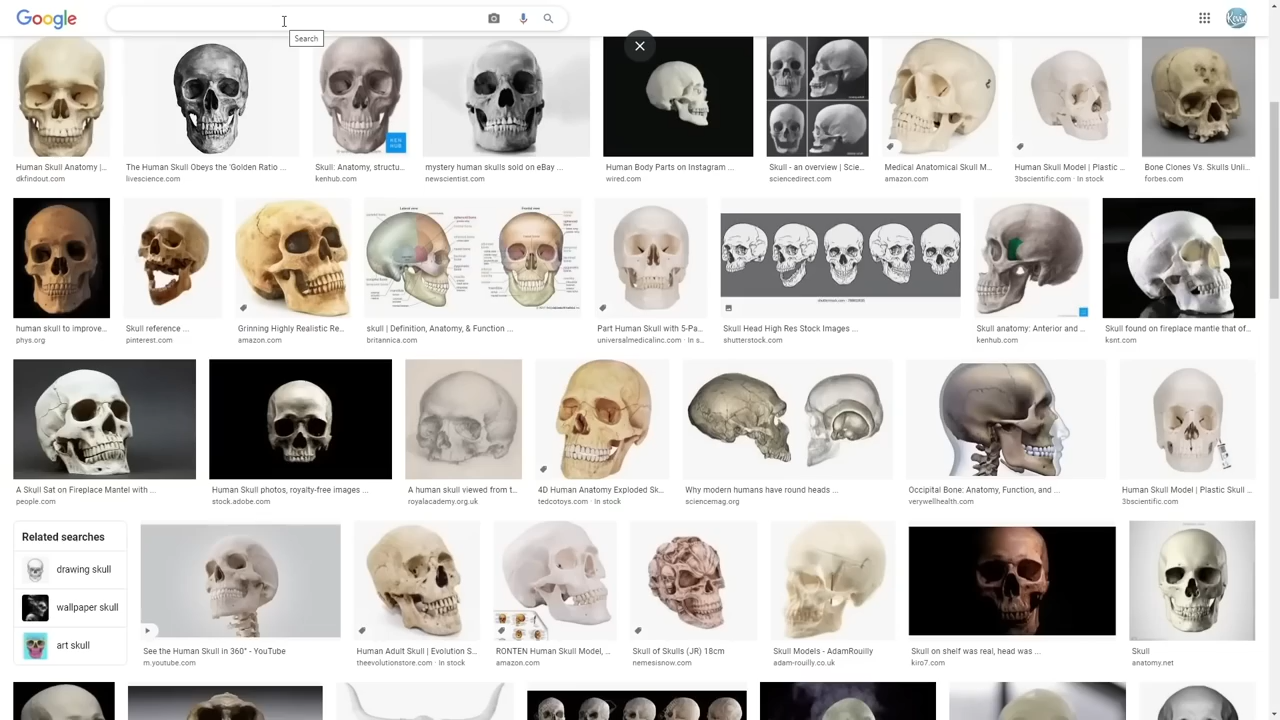 Google
Search
Human Skull Anatomy |...
dkfindout.com
The Human Skull Obeys the 'Golden Ratio ...
livescience.com
KEN
HUB
Skull: Anatomy, structu...
kenhub.com
mystery human skulls sold on eBay ...
newscientist.com
Human Body Parts on Instagram ...
wired.com
Skull - an overview | Scie...
sciencedirect.com
Medical Anatomical Skull M...
amazon.com
Human Skull Model | Plastic ...
3bscientific.com · In stock
Bone Clones Vs. Skulls Unli...
forbes.com
human skull to improve...
phys.org
Skull reference ...
pinterest.com
Grinning Highly Realistic Re...
amazon.com
skull | Definition, Anatomy, & Function ...
britannica.com
Part Human Skull with 5-Pa...
universalmedicalinc.com · In s...
Skull Head High Res Stock Images ...
shutterstock.com
Skull anatomy: Anterior and ...
kenhub.com
Skull found on fireplace mantle that of...
ksnt.com
A Skull Sat on Fireplace Mantel with ...
people.com
Human Skull photos, royalty-free images ...
stock.adobe.com
A human skull viewed from t...
royalacademy.org.uk
4D Human Anatomy Exploded Sk...
tedcotoys.com · In stock
Why modern humans have round heads ...
sciencemag.org
Occipital Bone: Anatomy, Function, and ...
verywellhealth.com
Human Skull Model | Plastic Skull ...
3bscientific.com
Related searches
drawing skull
wallpaper skull
art skull
See the Human Skull in 360° - YouTube
m.youtube.com
Human Adult Skull | Evolution S...
theevolutionstore.com · In stock
RONTEN Human Skull Model, ...
amazon.com
Skull of Skulls (JR) 18cm
nemesisnow.com
Skull Models - AdamRouilly
adam-rouilly.co.uk
Skull on shelf was real, head was ...
kiro7.com
Skull
anatomy.net